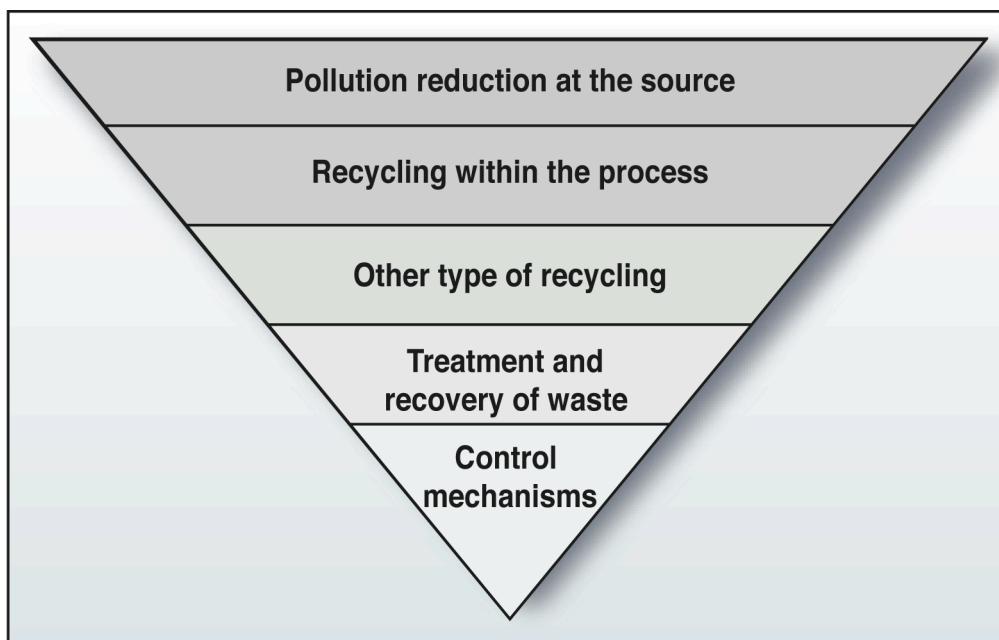 Pollution reduction at the source
Recycling within the process
Other type of recycling
Treatment and
recovery of waste
Control
mechanisms